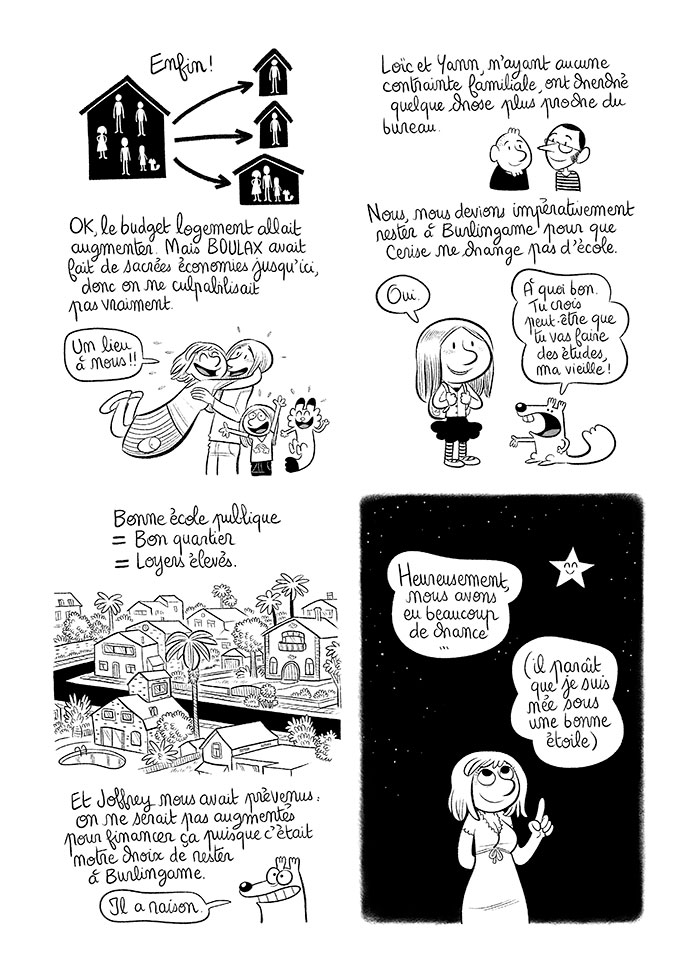 Enfin!
OK, le budget logement allait
augmenter. Mais BOULAX avait
fait de sacrées économies jusqu'ici,
donc on ne culpabilisait
pas vraiment.
Un lieu
à nous!!
Loïc et Yann, n'ayant aucune
contrainte familiale, ont cherché
quelque chose plus proche du
bureau.
Nous, nous devions impérativement
rester à Burlingame pour que
Cerise ne change pas d'école.
Oui.
À quoi bon.
Tu crois
peut-être que
tu vas faire
des études,
ma vieille!
Bonne école publique
= Bon quartier
= Loyers élevés.
Et Joffrey nous avait prévenus :
on ne serait pas augmentés
pour financer ça puisque c'était
notre choix de rester
à Burlingame.
Il a raison.
Heureusement,
nous avons
eu beaucoup
de chance
...
(il paraît
que je suis
née sous
une bonne
étoile)